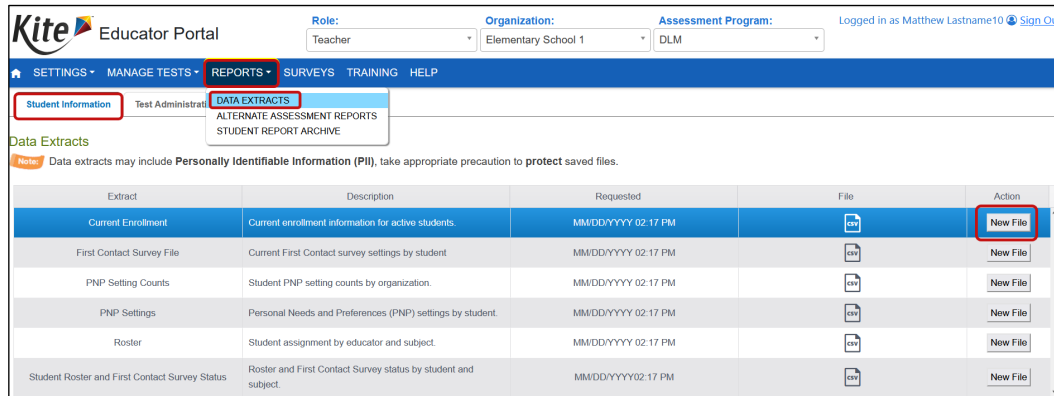 Kite Educator Portal
Role: Organization: Assessment Program: Logged in as Matthew Lastname10 Sign Ou
Teacher Elementary School 1 DLM
SETTINGS MANAGE TESTS REPORTS SURVEYS TRAINING HELP
Student Information Test Administrati DATA EXTRACTS
ALTERNATE ASSESSMENT REPORTS
STUDENT REPORT ARCHIVE
Data Extracts
Note: Data extracts may include Personally Identifiable Information (PII), take appropriate precaution to protect saved files.
Extract Description Requested File Action
Current Enrollment Current enrollment information for active students. MM/DD/YYYY 02:17 PM CSV New File
First Contact Survey File Current First Contact survey settings by student MM/DD/YYYY 02:17 PM CSV New File
PNP Setting Counts Student PNP setting counts by organization. MM/DD/YYYY 02:17 PM CSV New File
PNP Settings Personal Needs and Preferences (PNP) settings by student. MM/DD/YYYY 02:17 PM CSV New File
Roster Student assignment by educator and subject. MM/DD/YYYY 02:17 PM CSV New File
Student Roster and First Contact Survey Status Roster and First Contact Survey status by student and
subject. MM/DD/YYYY02:17 PM CSV New File